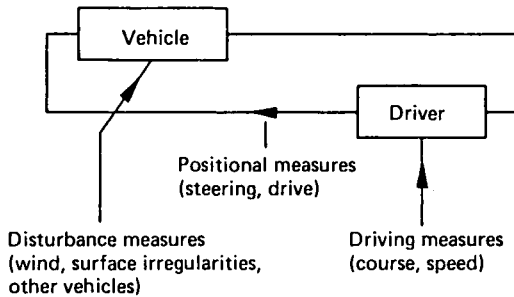 Vehicle
Driver
Positional measures
(steering, drive)
Disturbance measures
(wind, surface irregularities,
other vehicles)
Driving measures
(course, speed)